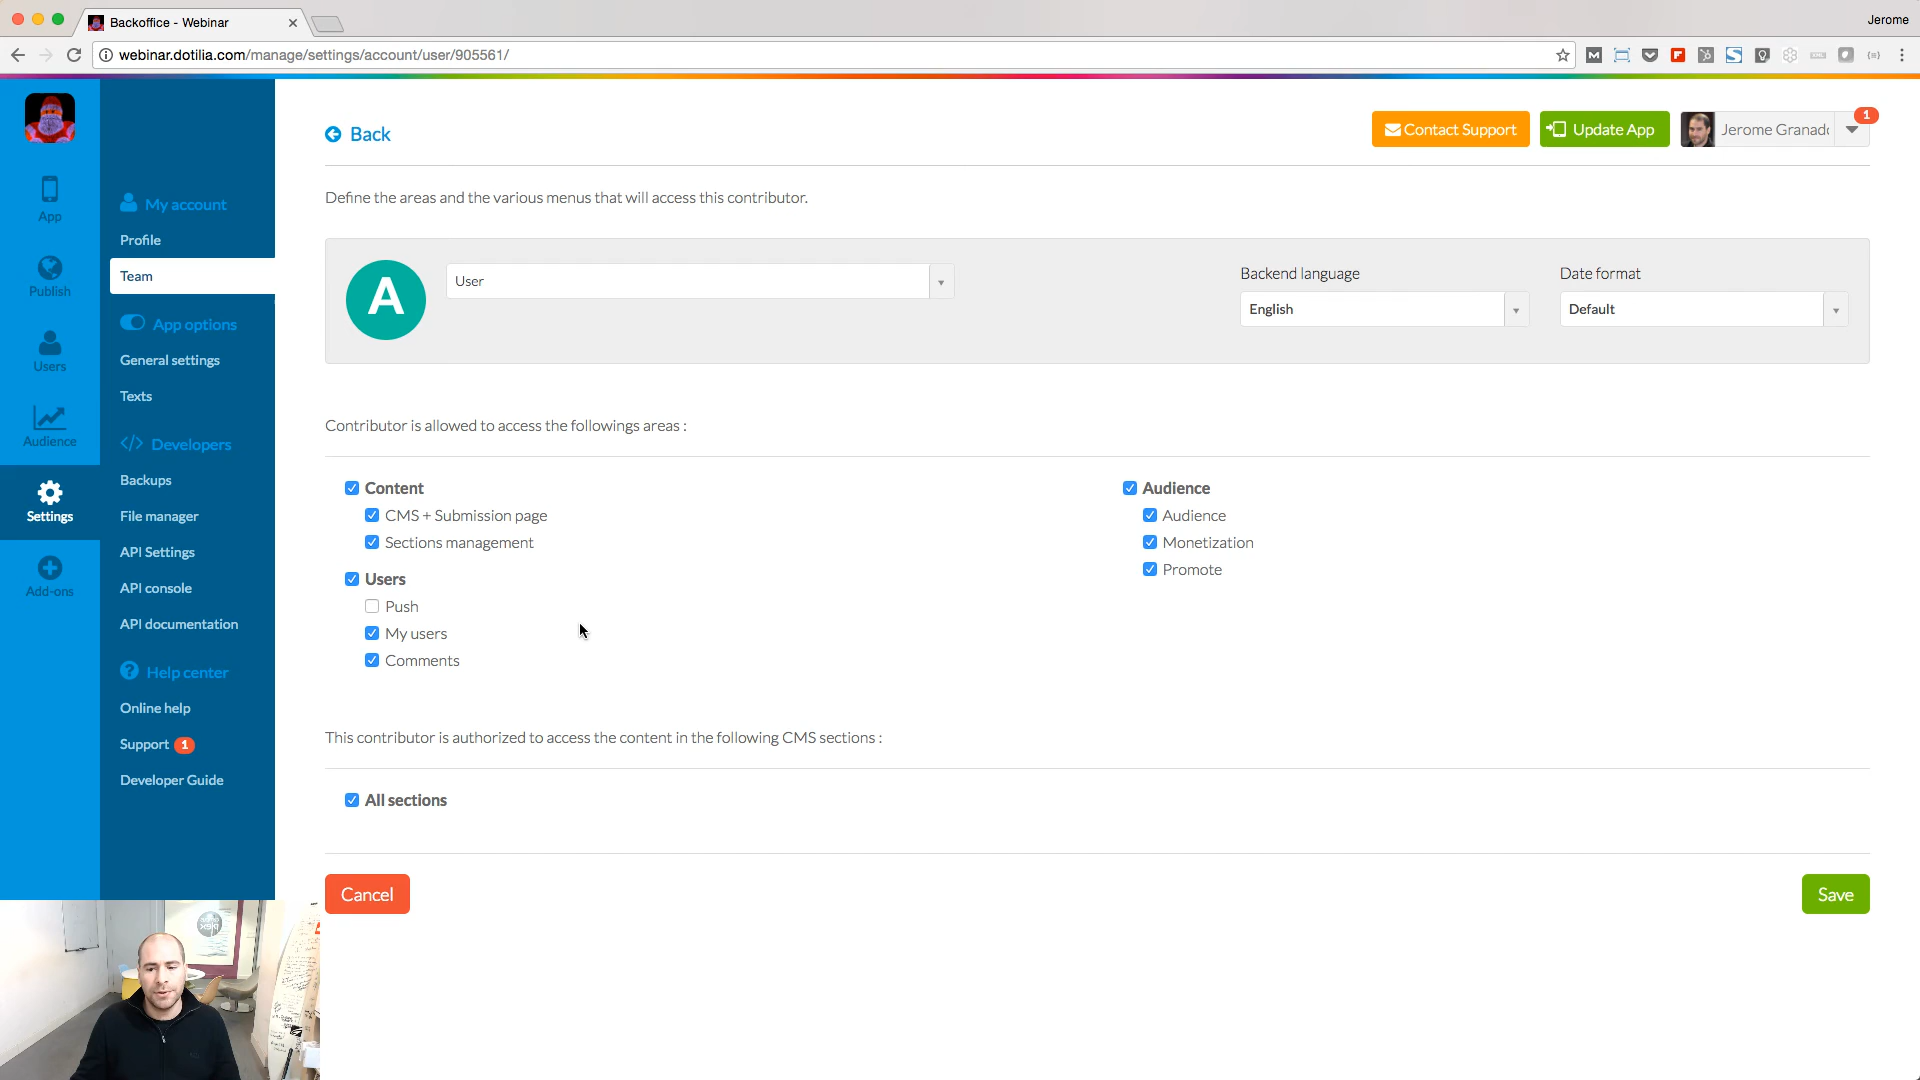 Backoffice - Webinar
Jerome
webinar.dotilia.com/manage/settings/account/user/905561/
App
Publish
Users
Audience
Settings
Add-ons
My account
Profile
Team
App options
General settings
Texts
Developers
Backups
File manager
API Settings
API console
API documentation
Help center
Online help
Support 1
Developer Guide
Back
Contact Support
Update App
Jerome Granado
1
Define the areas and the various menus that will access this contributor.
A
User
Backend language
English
Date format
Default
Contributor is allowed to access the followings areas :
Content
CMS + Submission page
Sections management
Users
Push
My users
Comments
Audience
Audience
Monetization
Promote
This contributor is authorized to access the content in the following CMS sections :
All sections
Cancel
Save